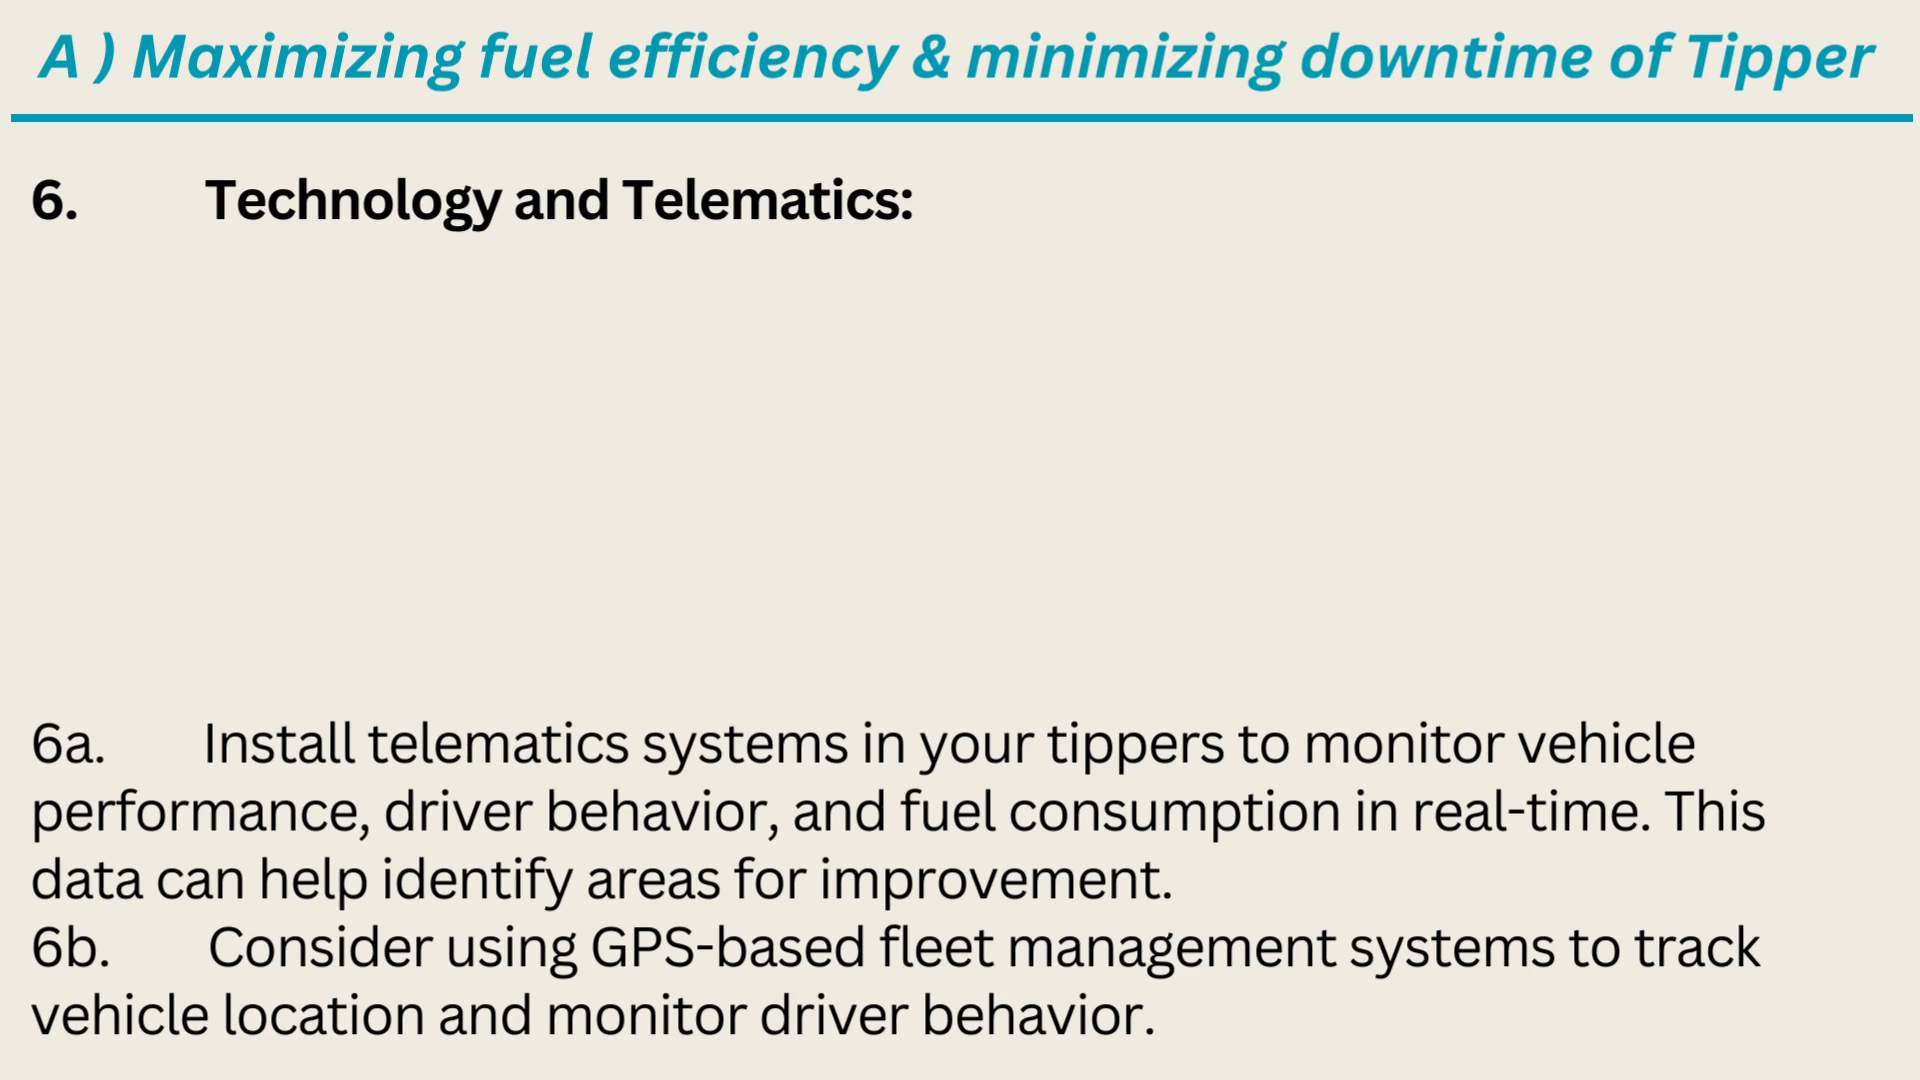 A ) Maximizing fuel efficiency & minimizing downtime of Tipper
6. Technology and Telematics:
6a. Install telematics systems in your tippers to monitor vehicle
performance, driver behavior, and fuel consumption in real-time. This
data can help identify areas for improvement.
6b. Consider using GPS-based fleet management systems to track
vehicle location and monitor driver behavior.